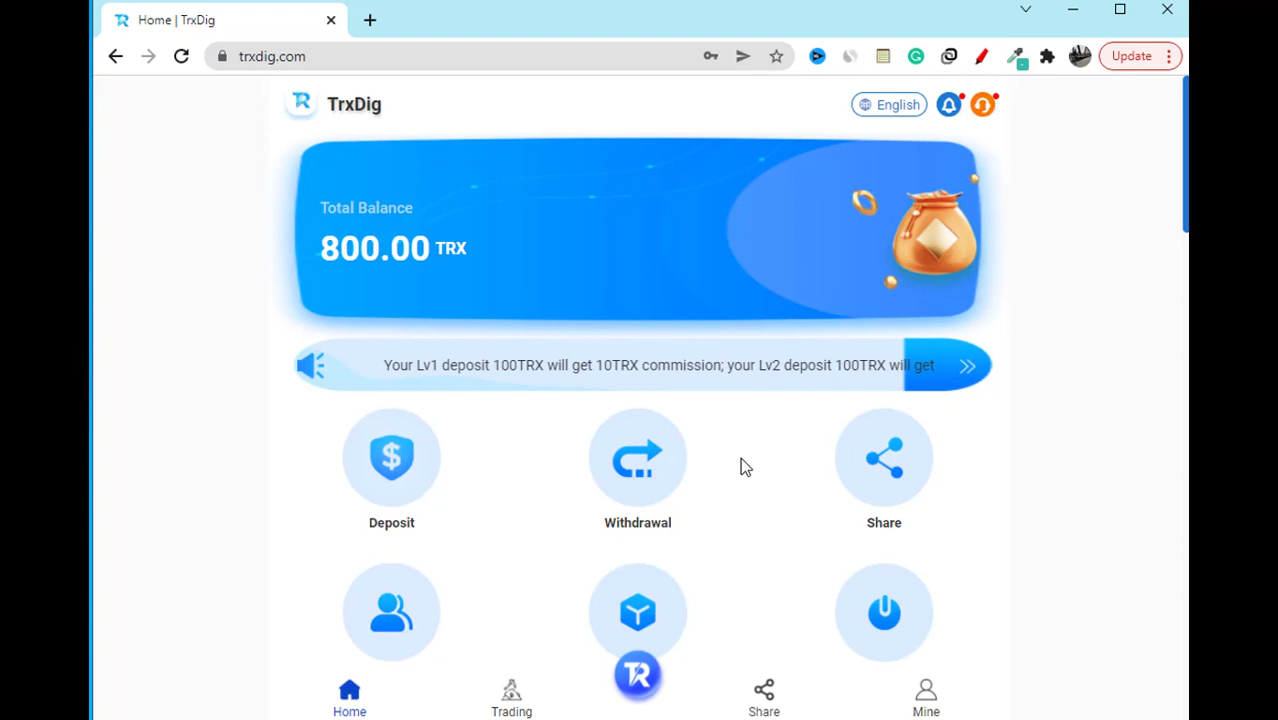 Home | TrxDig
trxdig.com
Update
TrxDig
English
Total Balance
800.00 TRX
Your Lv1 deposit 100TRX will get 10TRX commission; your Lv2 deposit 100TRX will get
Deposit
Withdrawal
Share
Home
Trading
Share
Mine